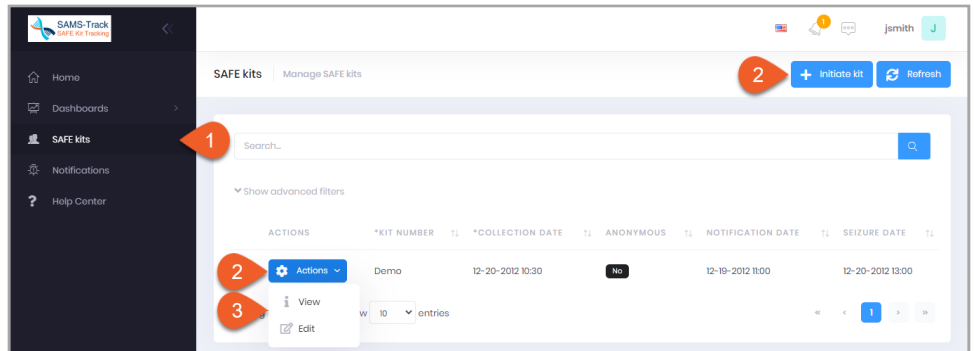 SAMS-Track
SAFE Kit Tracking
1
jsmith J
Home
SAFE kits Manage SAFE kits
2
Initiate kit
Refresh
Dashboards
SAFE kits
1
Search...
Notifications
Show advanced filters
Help Center
ACTIONS *KIT NUMBER *COLLECTION DATE ANONYMOUS NOTIFICATION DATE SEIZURE DATE
2
Actions Demo 12-20-2012 10:30 No 12-19-2012 11:00 12-20-2012 13:00
View
3
w 10 entries
« ‹ 1 › »
Edit